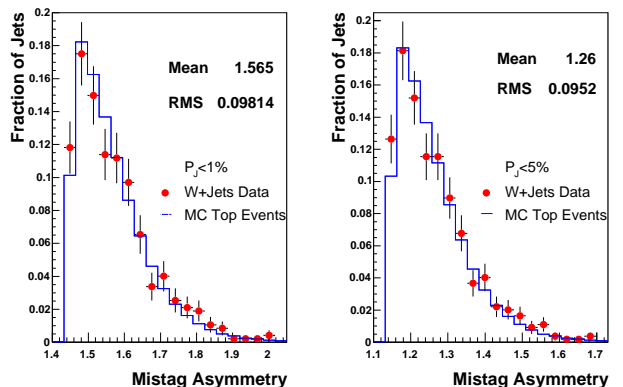 Fraction of Jets
0.2
0.18
0.16
0.14
0.12
0.1
0.08
0.06
0.04
0.02
0
Mean 1.565
RMS 0.09814
P_J<1%
W+Jets Data
MC Top Events
1.4 1.5 1.6 1.7 1.8 1.9 2
Mistag Asymmetry
Fraction of Jets
0.2
0.18
0.16
0.14
0.12
0.1
0.08
0.06
0.04
0.02
0
Mean 1.26
RMS 0.0952
P_J<5%
W+Jets Data
MC Top Events
1.1 1.2 1.3 1.4 1.5 1.6 1.7
Mistag Asymmetry